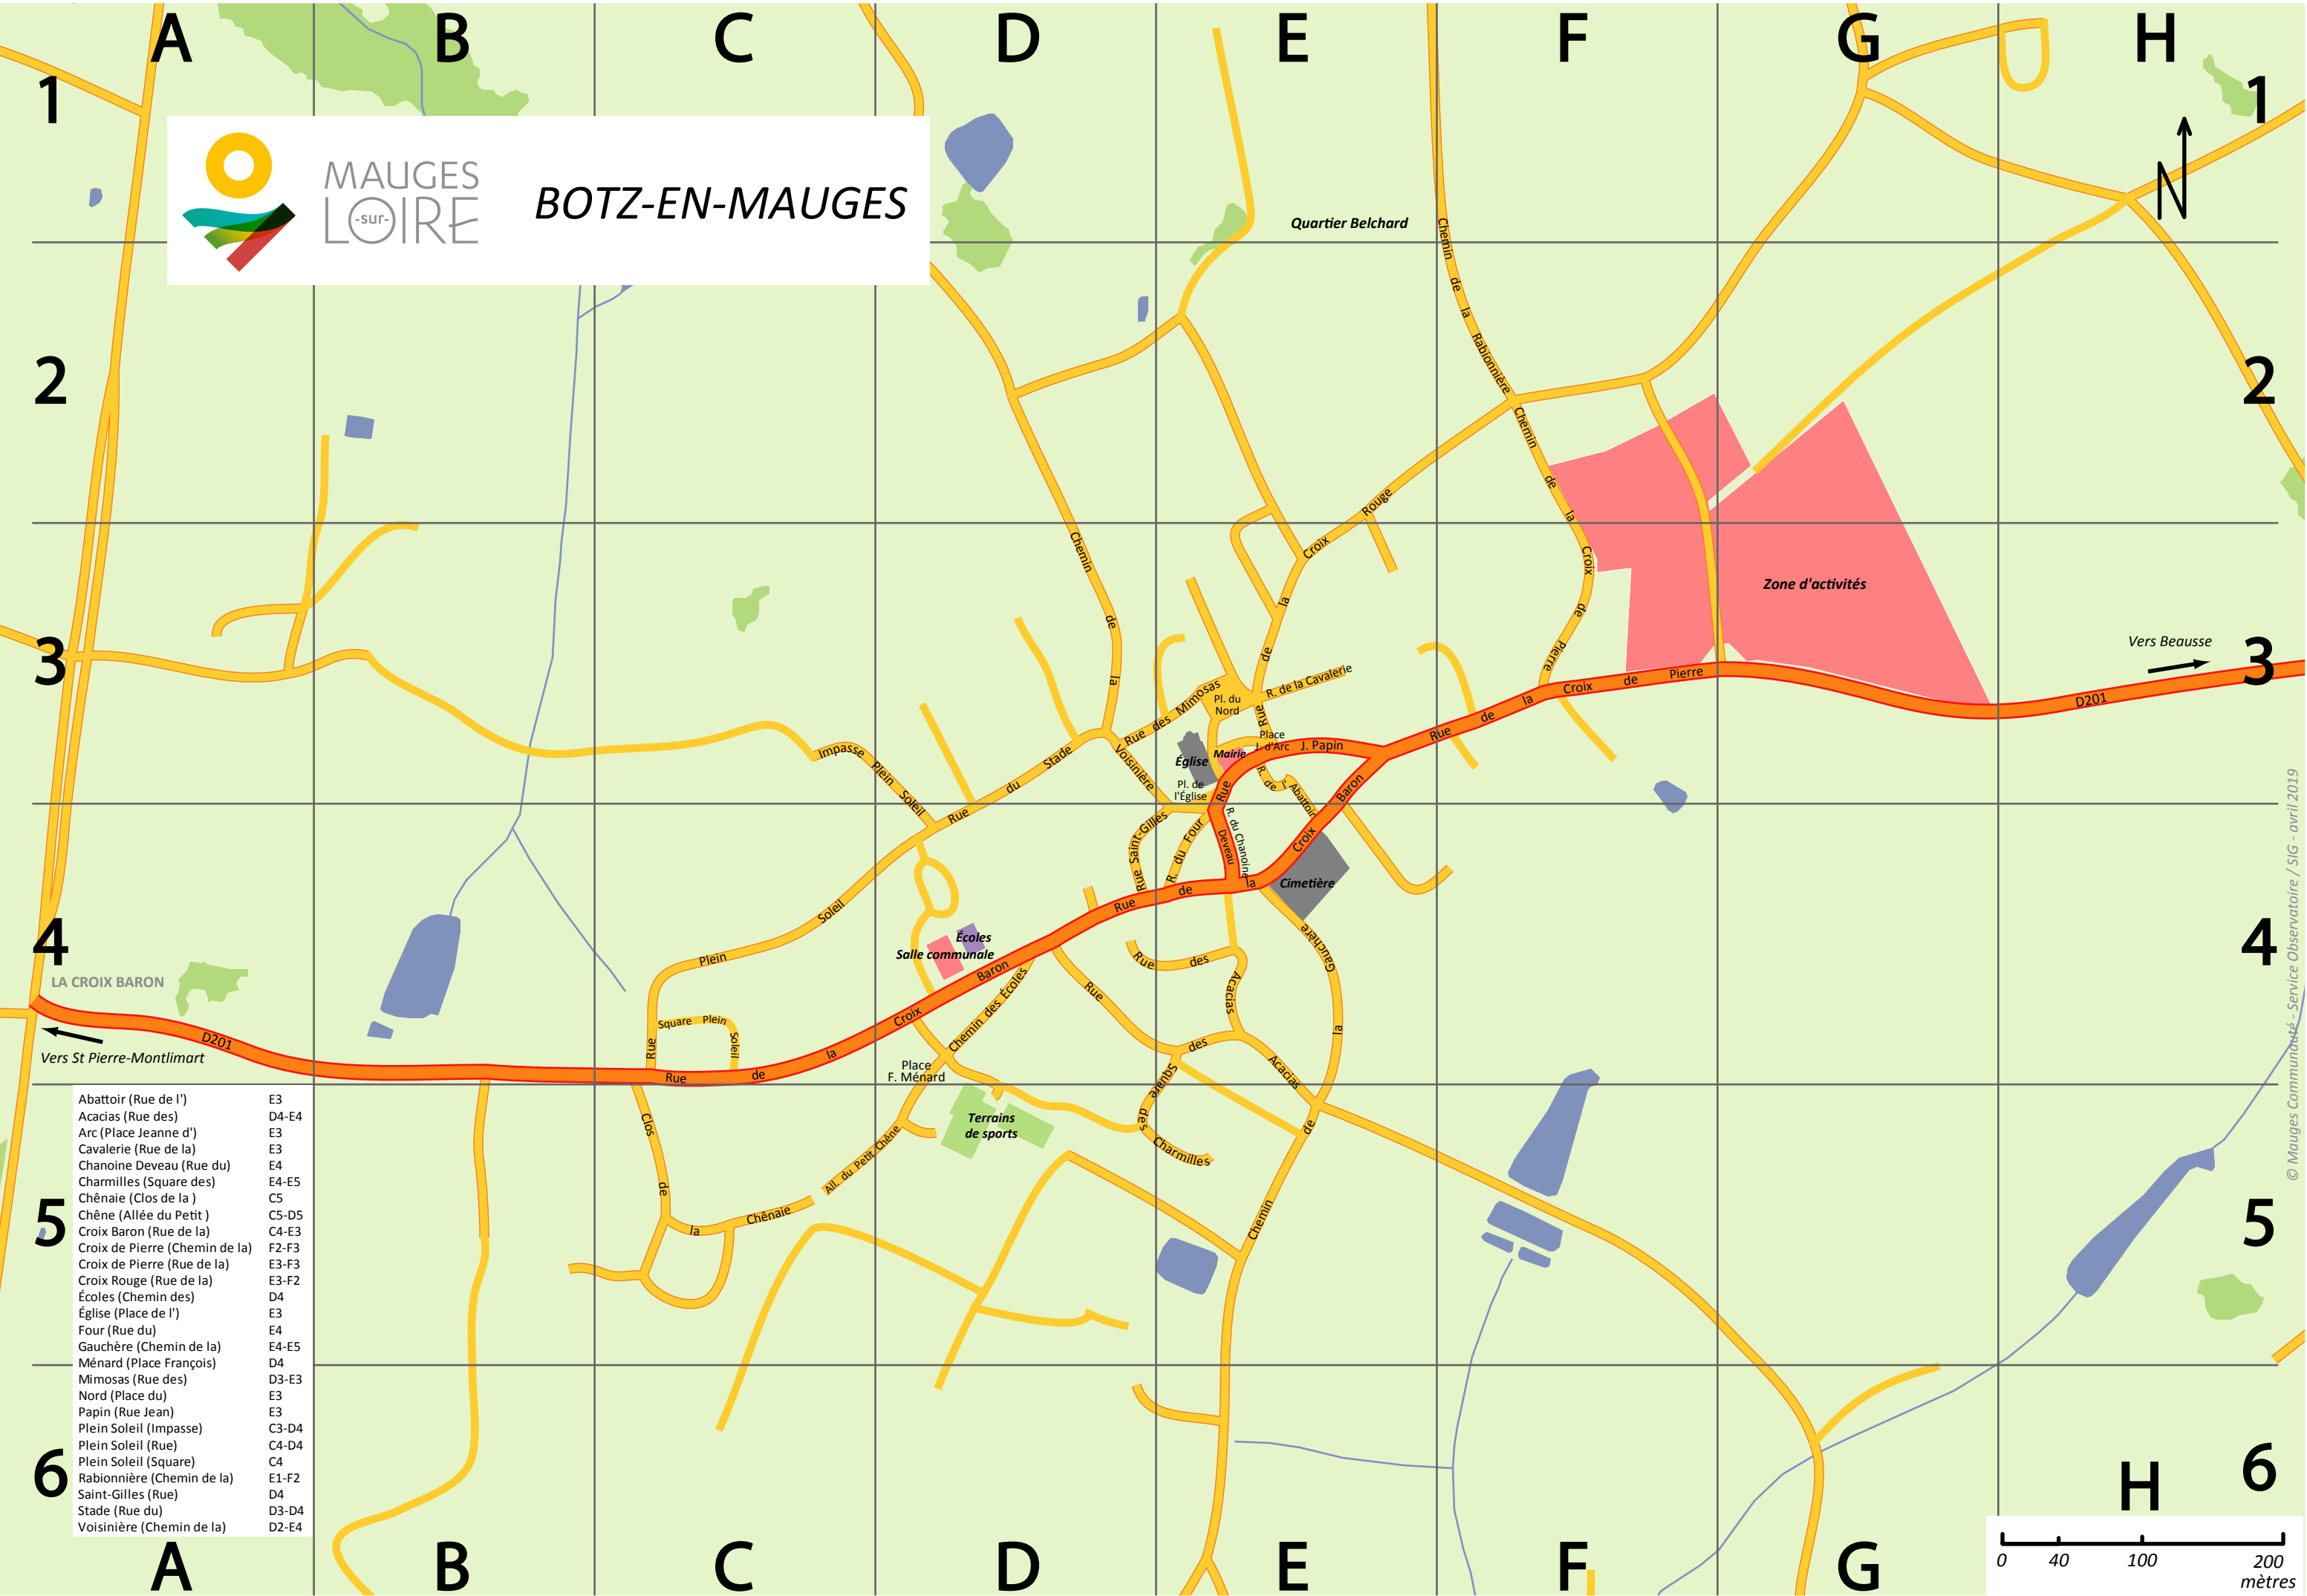 A B C D E F G H
1 1
MAUGES
-sur-
LOIRE
BOTZ-EN-MAUGES
N
Quartier Belchard
Chemin de la Rabionnière
2 2
Chemin de la Croix de Pierre
Rue de la Croix Rouge
Chemin de la Voisinière
Zone d'activités
3 3
Vers Beausse
D201
Rue de la Croix de Pierre
R. de la Cavalerie
Rue des Mimosas
Pl. du
Nord
Place
J. d'Arc
Rue J. Papin
Mairie
Église
Pl. de
l'Église
R. de l'Abattoir
Impasse Plein Soleil
Rue du Stade
Rue Saint-Gilles
R. du Four
R. du Chanoine
Deveau
Cimetière
4 4
LA CROIX BARON
D201
Vers St Pierre-Montlimart
Rue Plein Soleil
Square Plein Soleil
Écoles
Salle communale
Rue de la Croix Baron
Chemin des Écoles
Place
F. Ménard
Rue des Acacias
Rue des Acacias
Chemin de la Gauchère
Square des Charmilles
Terrains
de sports
All. du Petit Chêne
Clos de la Chênaie
5 5
Abattoir (Rue de l') E3
Acacias (Rue des) D4-E4
Arc (Place Jeanne d') E3
Cavalerie (Rue de la) E3
Chanoine Deveau (Rue du) E4
Charmilles (Square des) E4-E5
Chênaie (Clos de la ) C5
Chêne (Allée du Petit ) C5-D5
Croix Baron (Rue de la) C4-E3
Croix de Pierre (Chemin de la) F2-F3
Croix de Pierre (Rue de la) E3-F3
Croix Rouge (Rue de la) E3-F2
Écoles (Chemin des) D4
Église (Place de l') E3
Four (Rue du) E4
Gauchère (Chemin de la) E4-E5
Ménard (Place François) D4
Mimosas (Rue des) D3-E3
Nord (Place du) E3
Papin (Rue Jean) E3
Plein Soleil (Impasse) C3-D4
Plein Soleil (Rue) C4-D4
Plein Soleil (Square) C4
Rabionnière (Chemin de la) E1-F2
Saint-Gilles (Rue) D4
Stade (Rue du) D3-D4
Voisinière (Chemin de la) D2-E4
6 6
A B C D E F G H
0 40 100 200
mètres
© Mauges Communauté - Service Observatoire / SIG - avril 2019